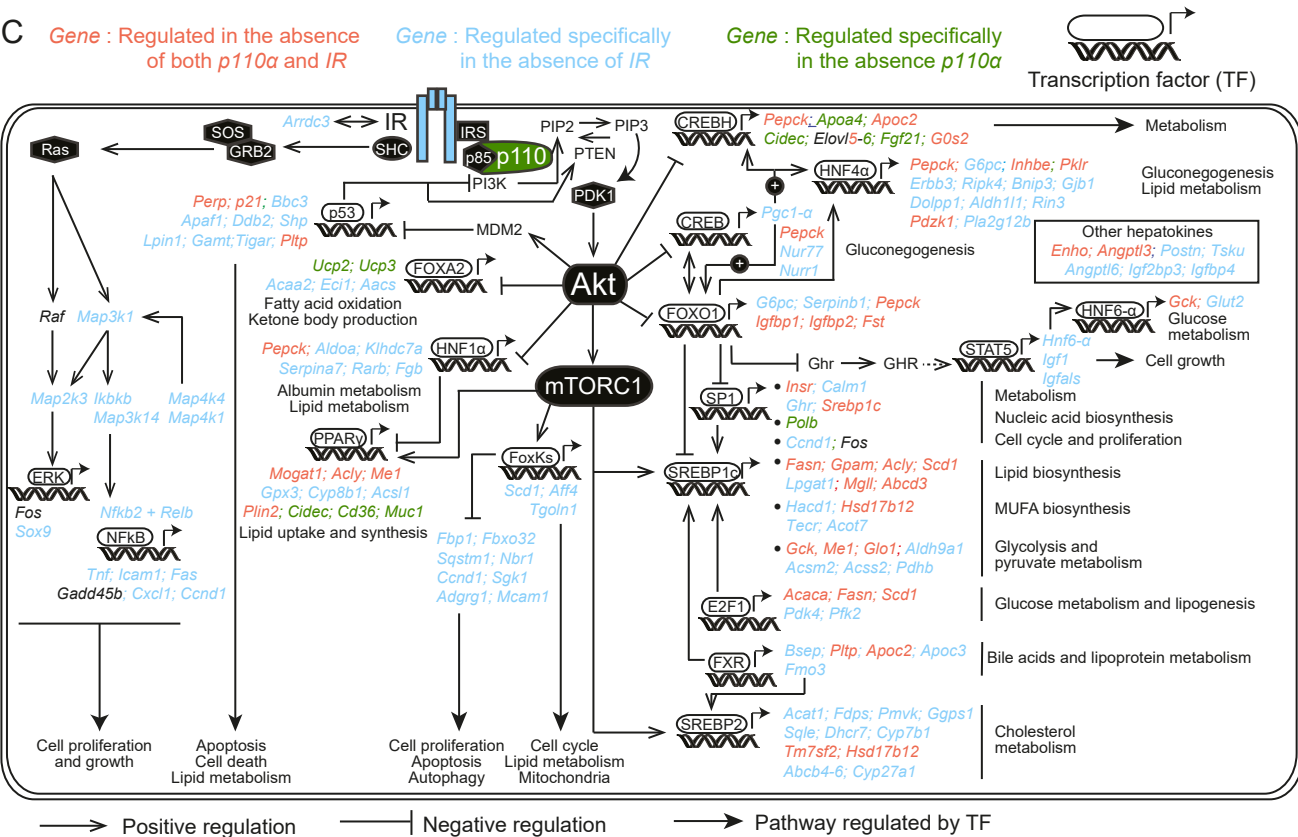 C
Gene : Regulated in the absence
of both p110α and IR
Gene : Regulated specifically
in the absence of IR
Gene : Regulated specifically
in the absence p110α
Transcription factor (TF)
Ras
SOS
GRB2
Arrdc3
IR
SHC
IRS
p85
p110
PI3K
PIP2
PIP3
PTEN
PDK1
Akt
mTORC1
MDM2
CREBH
Pepck; Apoa4; Apoc2
Cidec; Elovl5-6; Fgf21; G0s2
Metabolism
HNF4α
Pepck; G6pc; Inhbe; Pklr
Erbb3; Ripk4; Bnip3; Gjb1
Dolpp1; Aldh1l1; Rin3
Pdzk1; Pla2g12b
Gluconegogenesis
Lipid metabolism
+
CREB
Pgc1-α
Pepck
Nur77
Nurr1
+
Gluconegogenesis
Other hepatokines
Enho; Angptl3; Postn; Tsku
Angptl6; Igf2bp3; Igfbp4
p53
Perp; p21; Bbc3
Apaf1; Ddb2; Shp
Lpin1; Gamt;Tigar; Pltp
FOXA2
Ucp2; Ucp3
Acaa2; Eci1; Aacs
Fatty acid oxidation
Ketone body production
FOXO1
G6pc; Serpinb1; Pepck
Igfbp1; Igfbp2; Fst
HNF6-α
Gck; Glut2
Glucose
metabolism
Ghr
GHR
STAT5
Hnf6-α
Igf1
Igfals
Cell growth
HNF1α
Pepck; Aldoa; Klhdc7a
Serpina7; Rarb; Fgb
Albumin metabolism
Lipid metabolism
Raf
Map3k1
Map2k3
Ikbkb
Map3k14
Map4k4
Map4k1
ERK
Fos
Sox9
Nfkb2 + Relb
NFkB
Tnf; Icam1; Fas
Gadd45b; Cxcl1; Ccnd1
PPARγ
Mogat1; Acly; Me1
Gpx3; Cyp8b1; Acsl1
Plin2; Cidec; Cd36; Muc1
Lipid uptake and synthesis
FoxKs
Scd1; Aff4
Tgoln1
Fbp1; Fbxo32
Sqstm1; Nbr1
Ccnd1; Sgk1
Adgrg1; Mcam1
SP1
• Insr; Calm1
Ghr; Srebp1c
• Polb
• Ccnd1; Fos
Metabolism
Nucleic acid biosynthesis
Cell cycle and proliferation
SREBP1c
• Fasn; Gpam; Acly; Scd1
Lpgat1; Mgll; Abcd3
• Hacd1; Hsd17b12
Tecr; Acot7
• Gck, Me1; Glo1; Aldh9a1
Acsm2; Acss2; Pdhb
Lipid biosynthesis
MUFA biosynthesis
Glycolysis and
pyruvate metabolism
E2F1
Acaca; Fasn; Scd1
Pdk4; Pfk2
Glucose metabolism and lipogenesis
FXR
Bsep; Pltp; Apoc2; Apoc3
Fmo3
Bile acids and lipoprotein metabolism
SREBP2
Acat1; Fdps; Pmvk; Ggps1
Sqle; Dhcr7; Cyp7b1
Tm7sf2; Hsd17b12
Abcb4-6; Cyp27a1
Cholesterol
metabolism
Cell proliferation
and growth
Apoptosis
Cell death
Lipid metabolism
Cell proliferation
Apoptosis
Autophagy
Cell cycle
Lipid metabolism
Mitochondria
Positive regulation
Negative regulation
Pathway regulated by TF